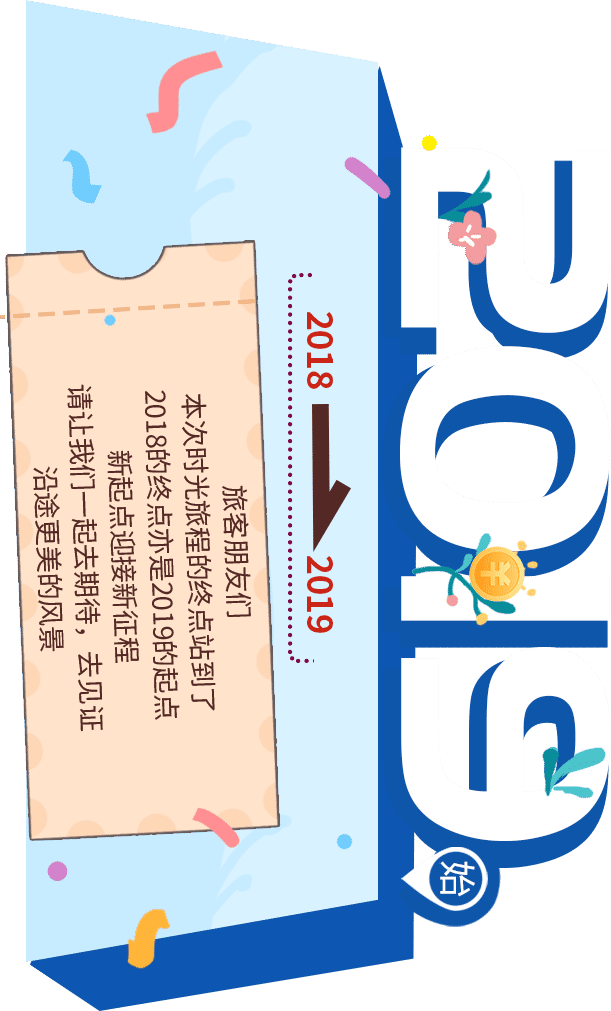 2019
始
2018 2019
旅客朋友们
本次时光旅程的终点站到了
2018的终点亦是2019的起点
新起点迎接新征程
请让我们一起去期待，去见证
沿途更美的风景